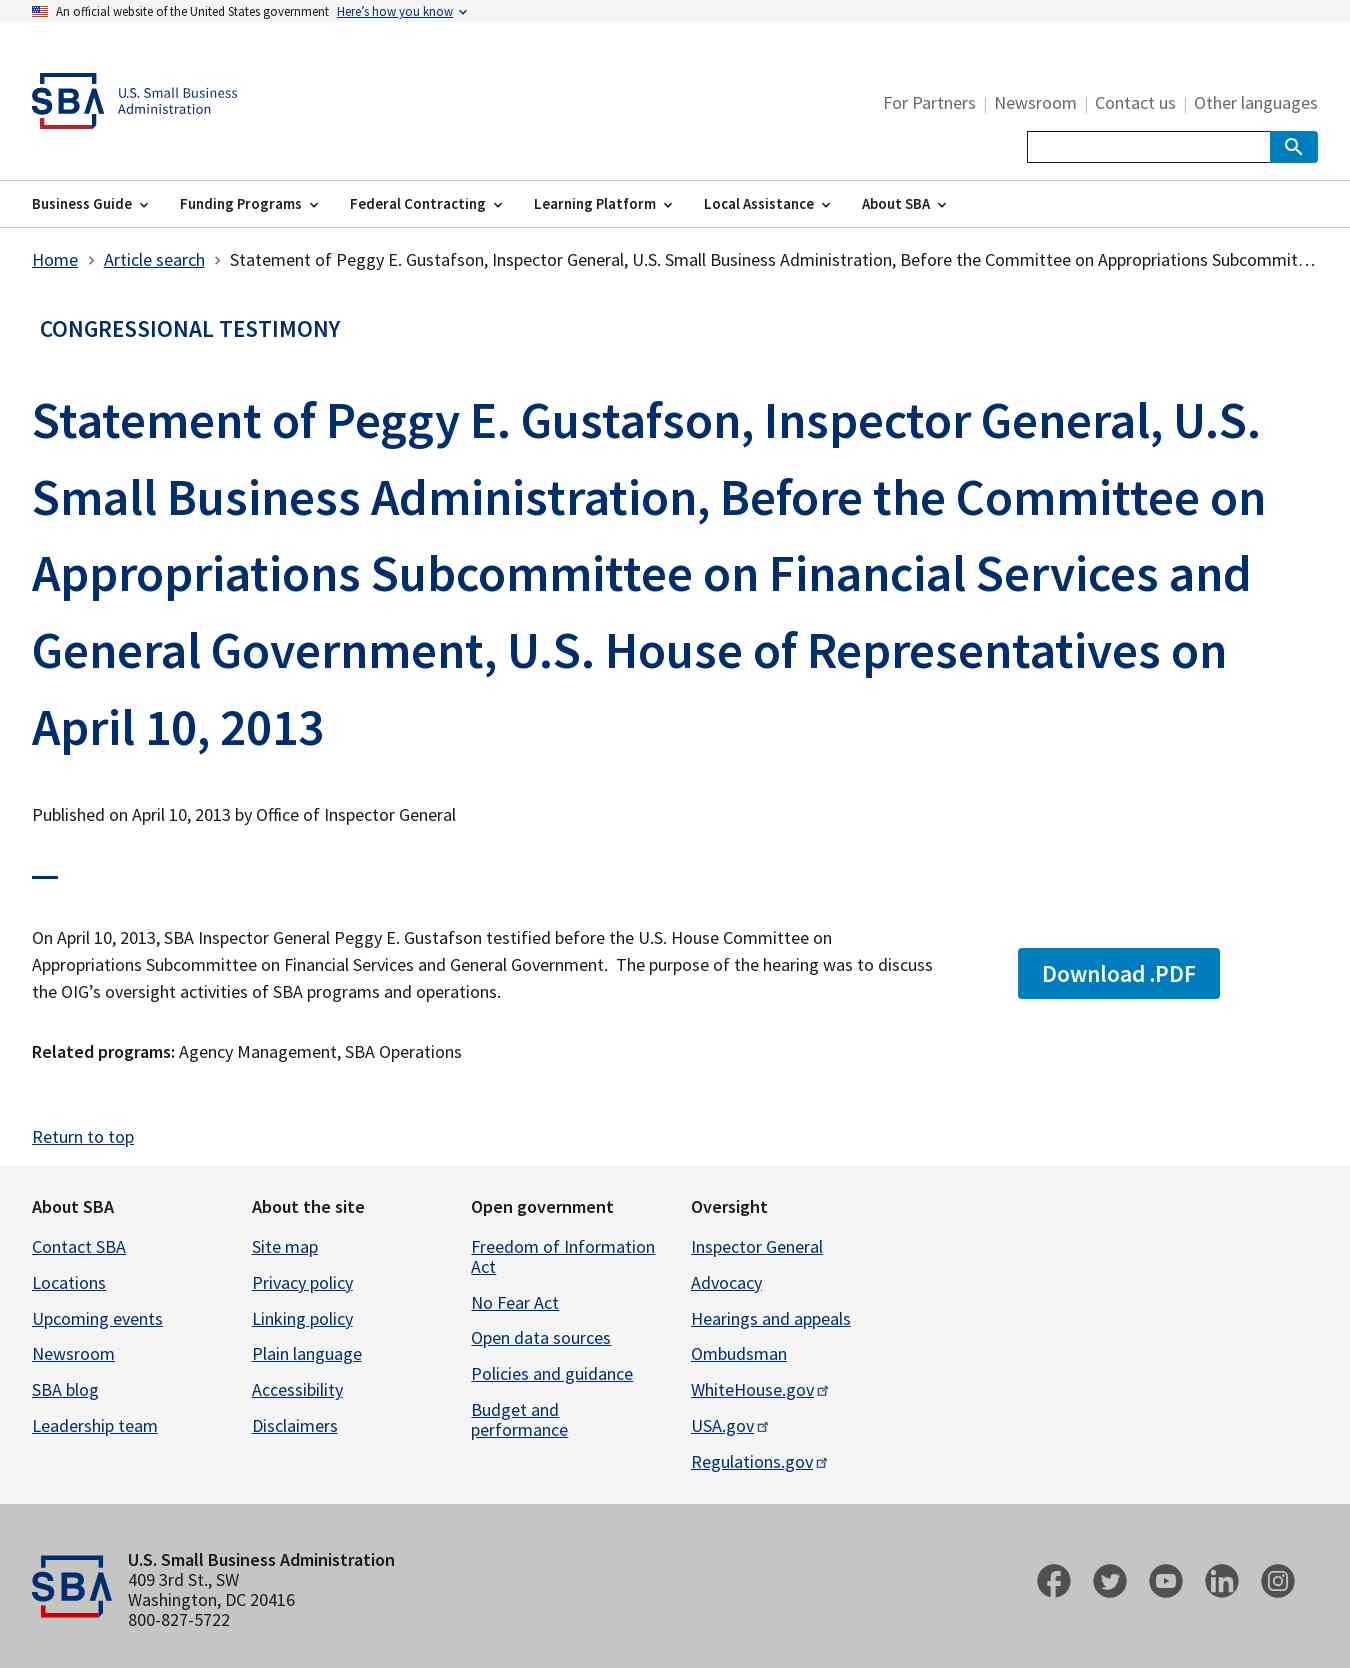 An official website of the United States government Here’s how you know
SBA U.S. Small Business
Administration
For Partners | Newsroom | Contact us | Other languages
Business Guide Funding Programs Federal Contracting Learning Platform Local Assistance About SBA
Home Article search Statement of Peggy E. Gustafson, Inspector General, U.S. Small Business Administration, Before the Committee on Appropriations Subcommit…
CONGRESSIONAL TESTIMONY
Statement of Peggy E. Gustafson, Inspector General, U.S.
Small Business Administration, Before the Committee on
Appropriations Subcommittee on Financial Services and
General Government, U.S. House of Representatives on
April 10, 2013
Published on April 10, 2013 by Office of Inspector General
On April 10, 2013, SBA Inspector General Peggy E. Gustafson testified before the U.S. House Committee on
Appropriations Subcommittee on Financial Services and General Government.  The purpose of the hearing was to discuss
the OIG’s oversight activities of SBA programs and operations.
Download .PDF
Related programs: Agency Management, SBA Operations
Return to top
About SBA
Contact SBA
Locations
Upcoming events
Newsroom
SBA blog
Leadership team
About the site
Site map
Privacy policy
Linking policy
Plain language
Accessibility
Disclaimers
Open government
Freedom of Information
Act
No Fear Act
Open data sources
Policies and guidance
Budget and
performance
Oversight
Inspector General
Advocacy
Hearings and appeals
Ombudsman
WhiteHouse.gov
USA.gov
Regulations.gov
SBA
U.S. Small Business Administration
409 3rd St., SW
Washington, DC 20416
800-827-5722